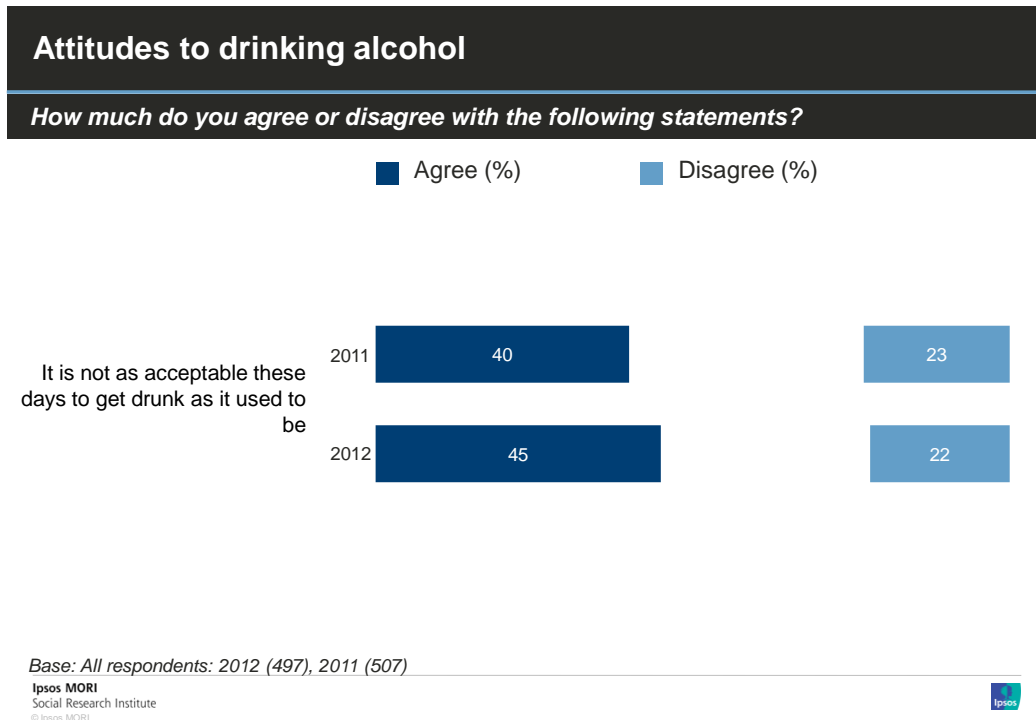 Attitudes to drinking alcohol
How much do you agree or disagree with the following statements?
Agree (%)
Disagree (%)
It is not as acceptable these
days to get drunk as it used to
be
2011
40
23
2012
45
22
Base: All respondents: 2012 (497), 2011 (507)
Ipsos MORI
Social Research Institute
© Ipsos MORI
Ipsos